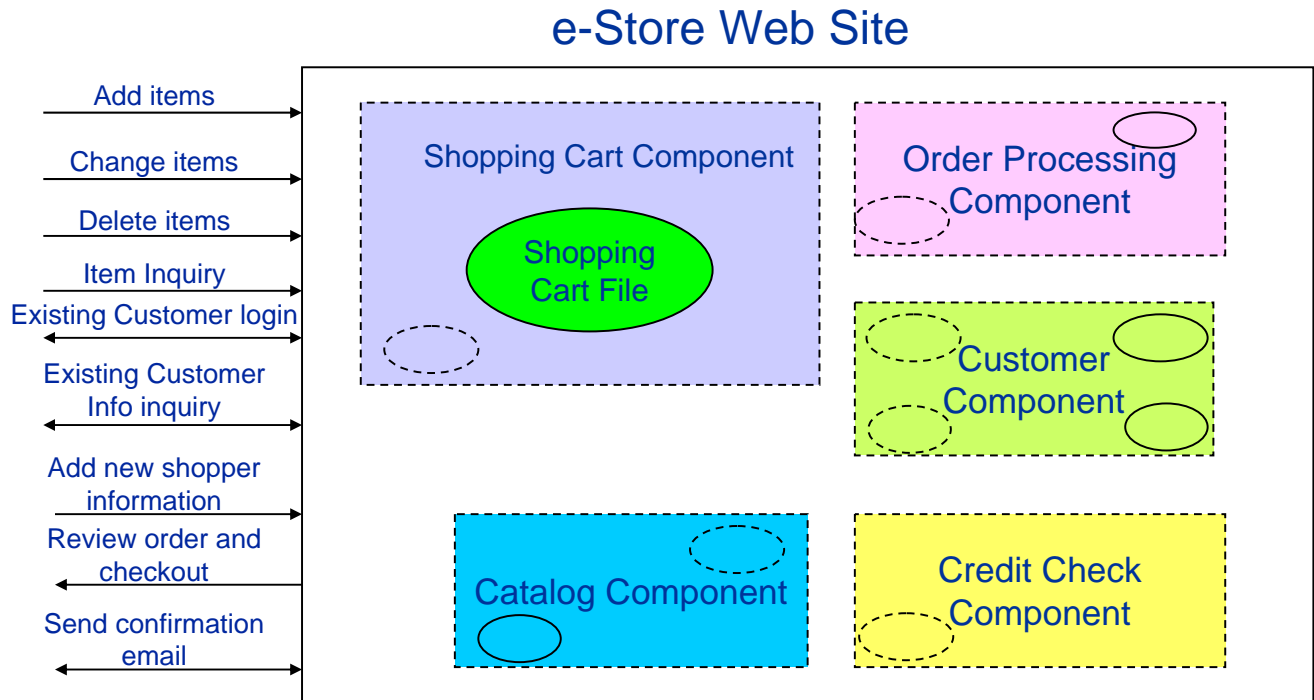 e-Store Web Site
Add items
Change items
Delete items
Item Inquiry
Existing Customer login
Existing Customer
Info inquiry
Add new shopper
information
Review order and
checkout
Send confirmation
email
Shopping Cart Component
Shopping
Cart File
Order Processing
Component
Customer
Component
Catalog Component
Credit Check
Component